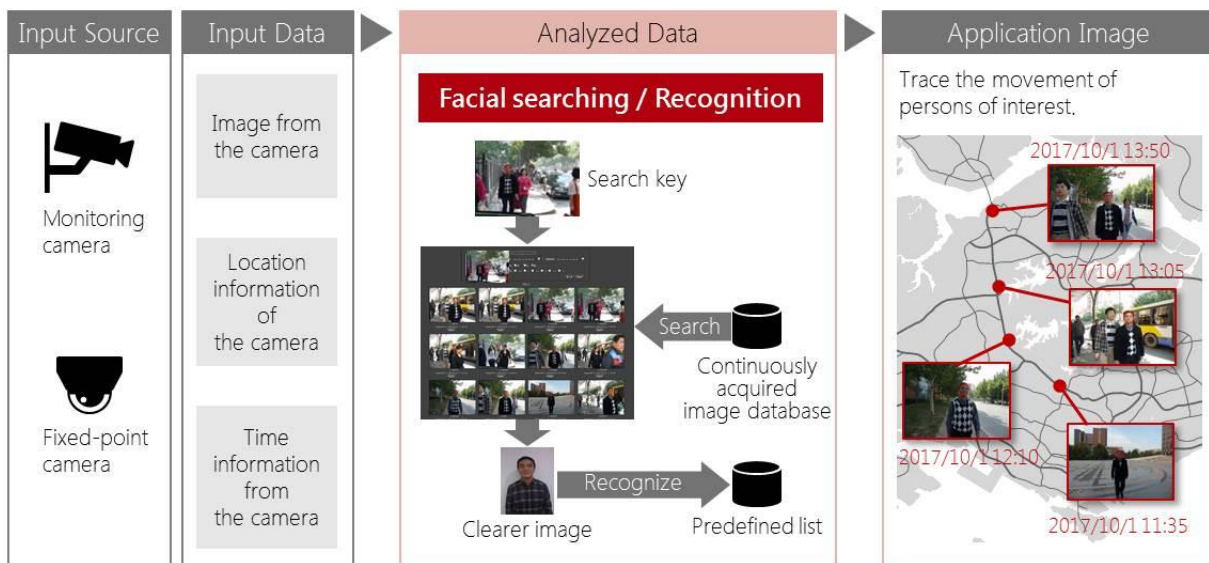 Input Source
Monitoring
camera
Fixed-point
camera
Input Data
Image from
the camera
Location
information
of
the camera
Time
information
from
the camera
Analyzed Data
Facial searching / Recognition
Search key
Search
Continuously
acquired
image database
Recognize
Clearer image
Predefined list
Application Image
Trace the movement of
persons of interest.
2017/10/1 13:50
2017/10/1 13:05
2017/10/1 12:10
2017/10/1 11:35